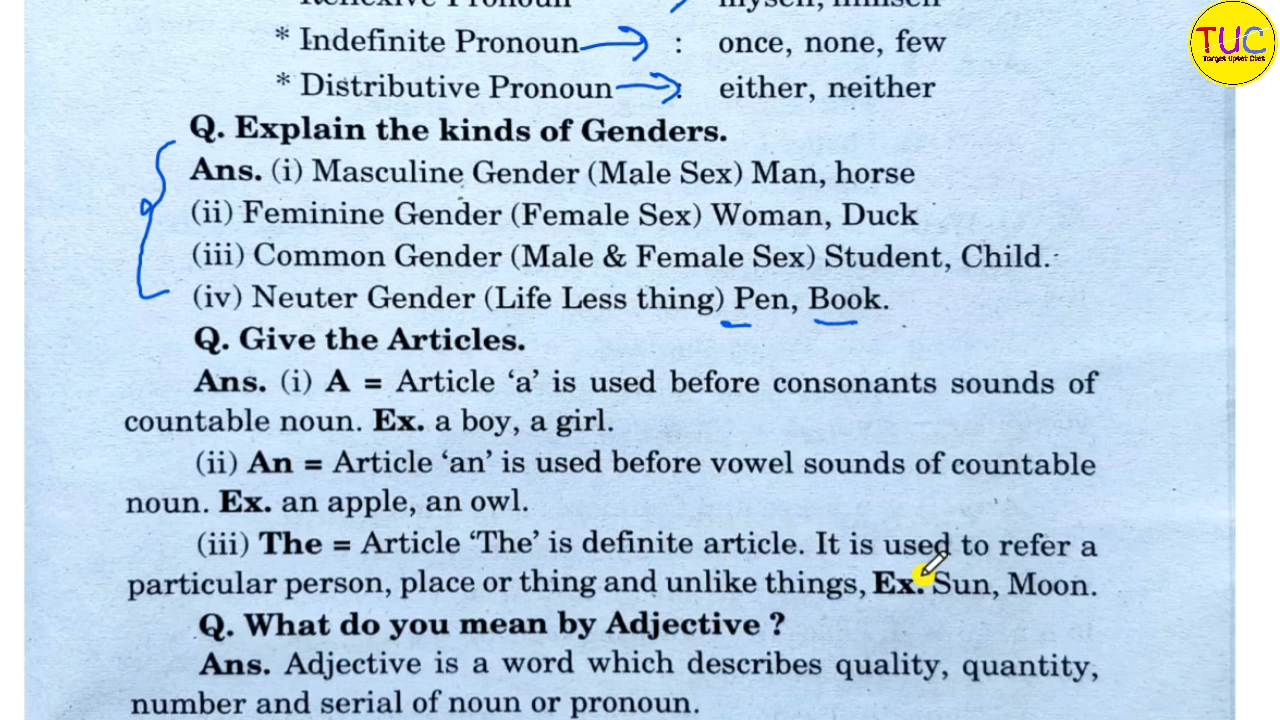 Reflexive Pronoun : myself, himself
* Indefinite Pronoun : once, none, few
* Distributive Pronoun : either, neither
Q. Explain the kinds of Genders.
Ans. (i) Masculine Gender (Male Sex) Man, horse
(ii) Feminine Gender (Female Sex) Woman, Duck
(iii) Common Gender (Male & Female Sex) Student, Child.
(iv) Neuter Gender (Life Less thing) Pen, Book.
Q. Give the Articles.
Ans. (i) A = Article ‘a’ is used before consonants sounds of
countable noun. Ex. a boy, a girl.
(ii) An = Article ‘an’ is used before vowel sounds of countable
noun. Ex. an apple, an owl.
(iii) The = Article ‘The’ is definite article. It is used to refer a
particular person, place or thing and unlike things, Ex. Sun, Moon.
Q. What do you mean by Adjective ?
Ans. Adjective is a word which describes quality, quantity,
number and serial of noun or pronoun.
TUC